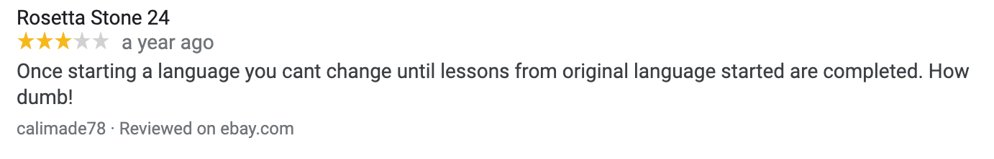 Rosetta Stone 24
a year ago
Once starting a language you cant change until lessons from original language started are completed. How
dumb!
calimade78 · Reviewed on ebay.com